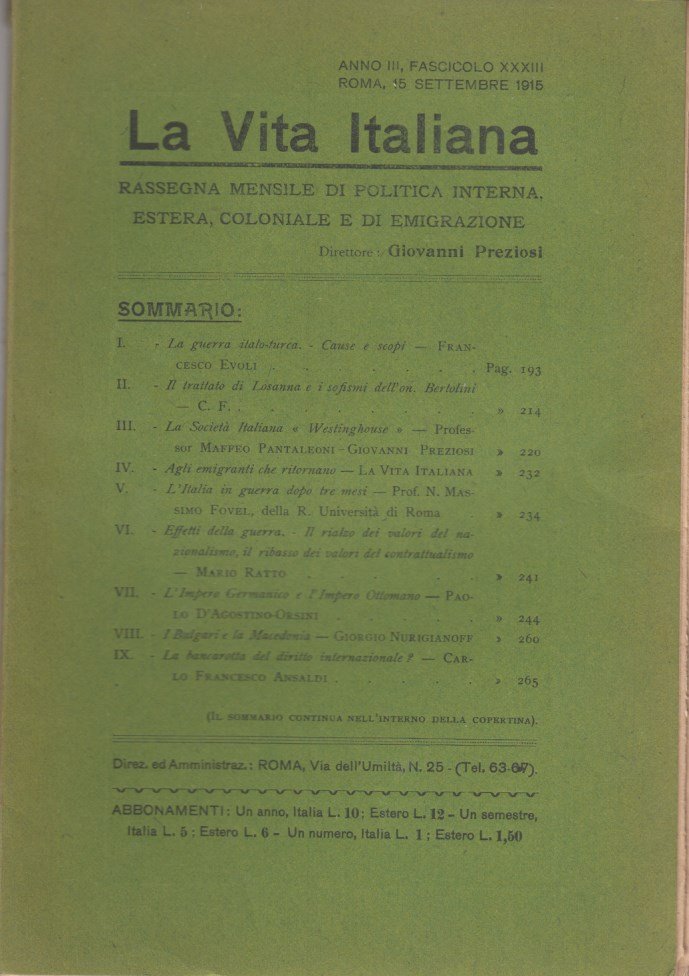 ANNO III, FASCICOLO XXXIII
ROMA, 15 SETTEMBRE 1915
La Vita Italiana
RASSEGNA MENSILE DI POLITICA INTERNA,
ESTERA, COLONIALE E DI EMIGRAZIONE
Direttore: Giovanni Preziosi
SOMMARIO:
I. - La guerra italo-turca. - Cause e scopi — FRAN-
CESCO EVOLI . . . . . . Pag. 193
II. - Il trattato di Losanna e i sofismi dell'on. Bertolini
— C. F. . . . . . . . » 214
III. - La Società Italiana « Westinghouse » — Profes-
sor MAFFEO PANTALEONI - GIOVANNI PREZIOSI » 220
IV. - Agli emigranti che ritornano — LA VITA ITALIANA » 232
V. - L'Italia in guerra dopo tre mesi — Prof. N. MAS-
SIMO FOVEL, della R. Università di Roma » 234
VI. - Effetti della guerra. - Il rialzo dei valori del na-
zionalismo, il ribasso dei valori del contrattualismo
— MARIO RATTO . . . . . . » 241
VII. - L'Impero Germanico e l'Impero Ottomano — PAO-
LO D'AGOSTINO-ORSINI . . . . . » 244
VIII. - I Bulgari e la Macedonia — GIORGIO NURIGIANOFF » 260
IX. - La bancarotta del diritto internazionale? — CAR-
LO FRANCESCO ANSALDI . . . . . » 265
(IL SOMMARIO CONTINUA NELL'INTERNO DELLA COPERTINA).
Direz. ed Amministraz.: ROMA, Via dell'Umiltà, N. 25 - (Tel. 63-67).
ABBONAMENTI: Un anno, Italia L. 10; Estero L. 12 - Un semestre,
Italia L. 5; Estero L. 6 - Un numero, Italia L. 1; Estero L. 1,50